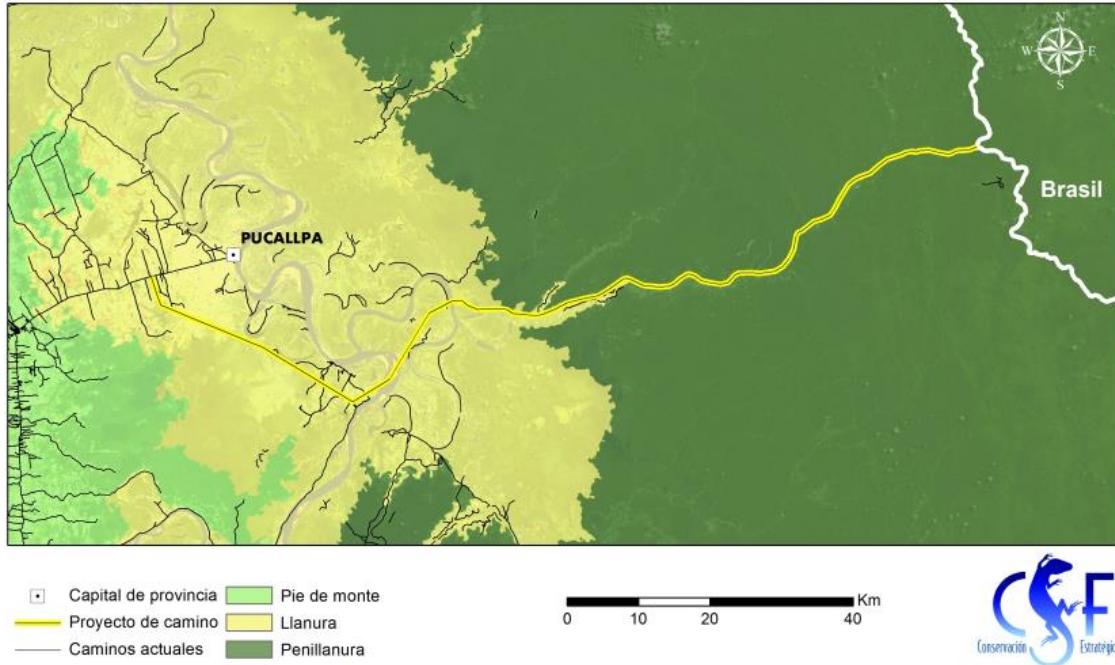 N
W E
S
Brasil
PUCALLPA
Capital de provincia
Proyecto de camino
Caminos actuales
Pie de monte
Llanura
Penillanura
Km
0 10 20 40
CSF
Conservación Estratégica